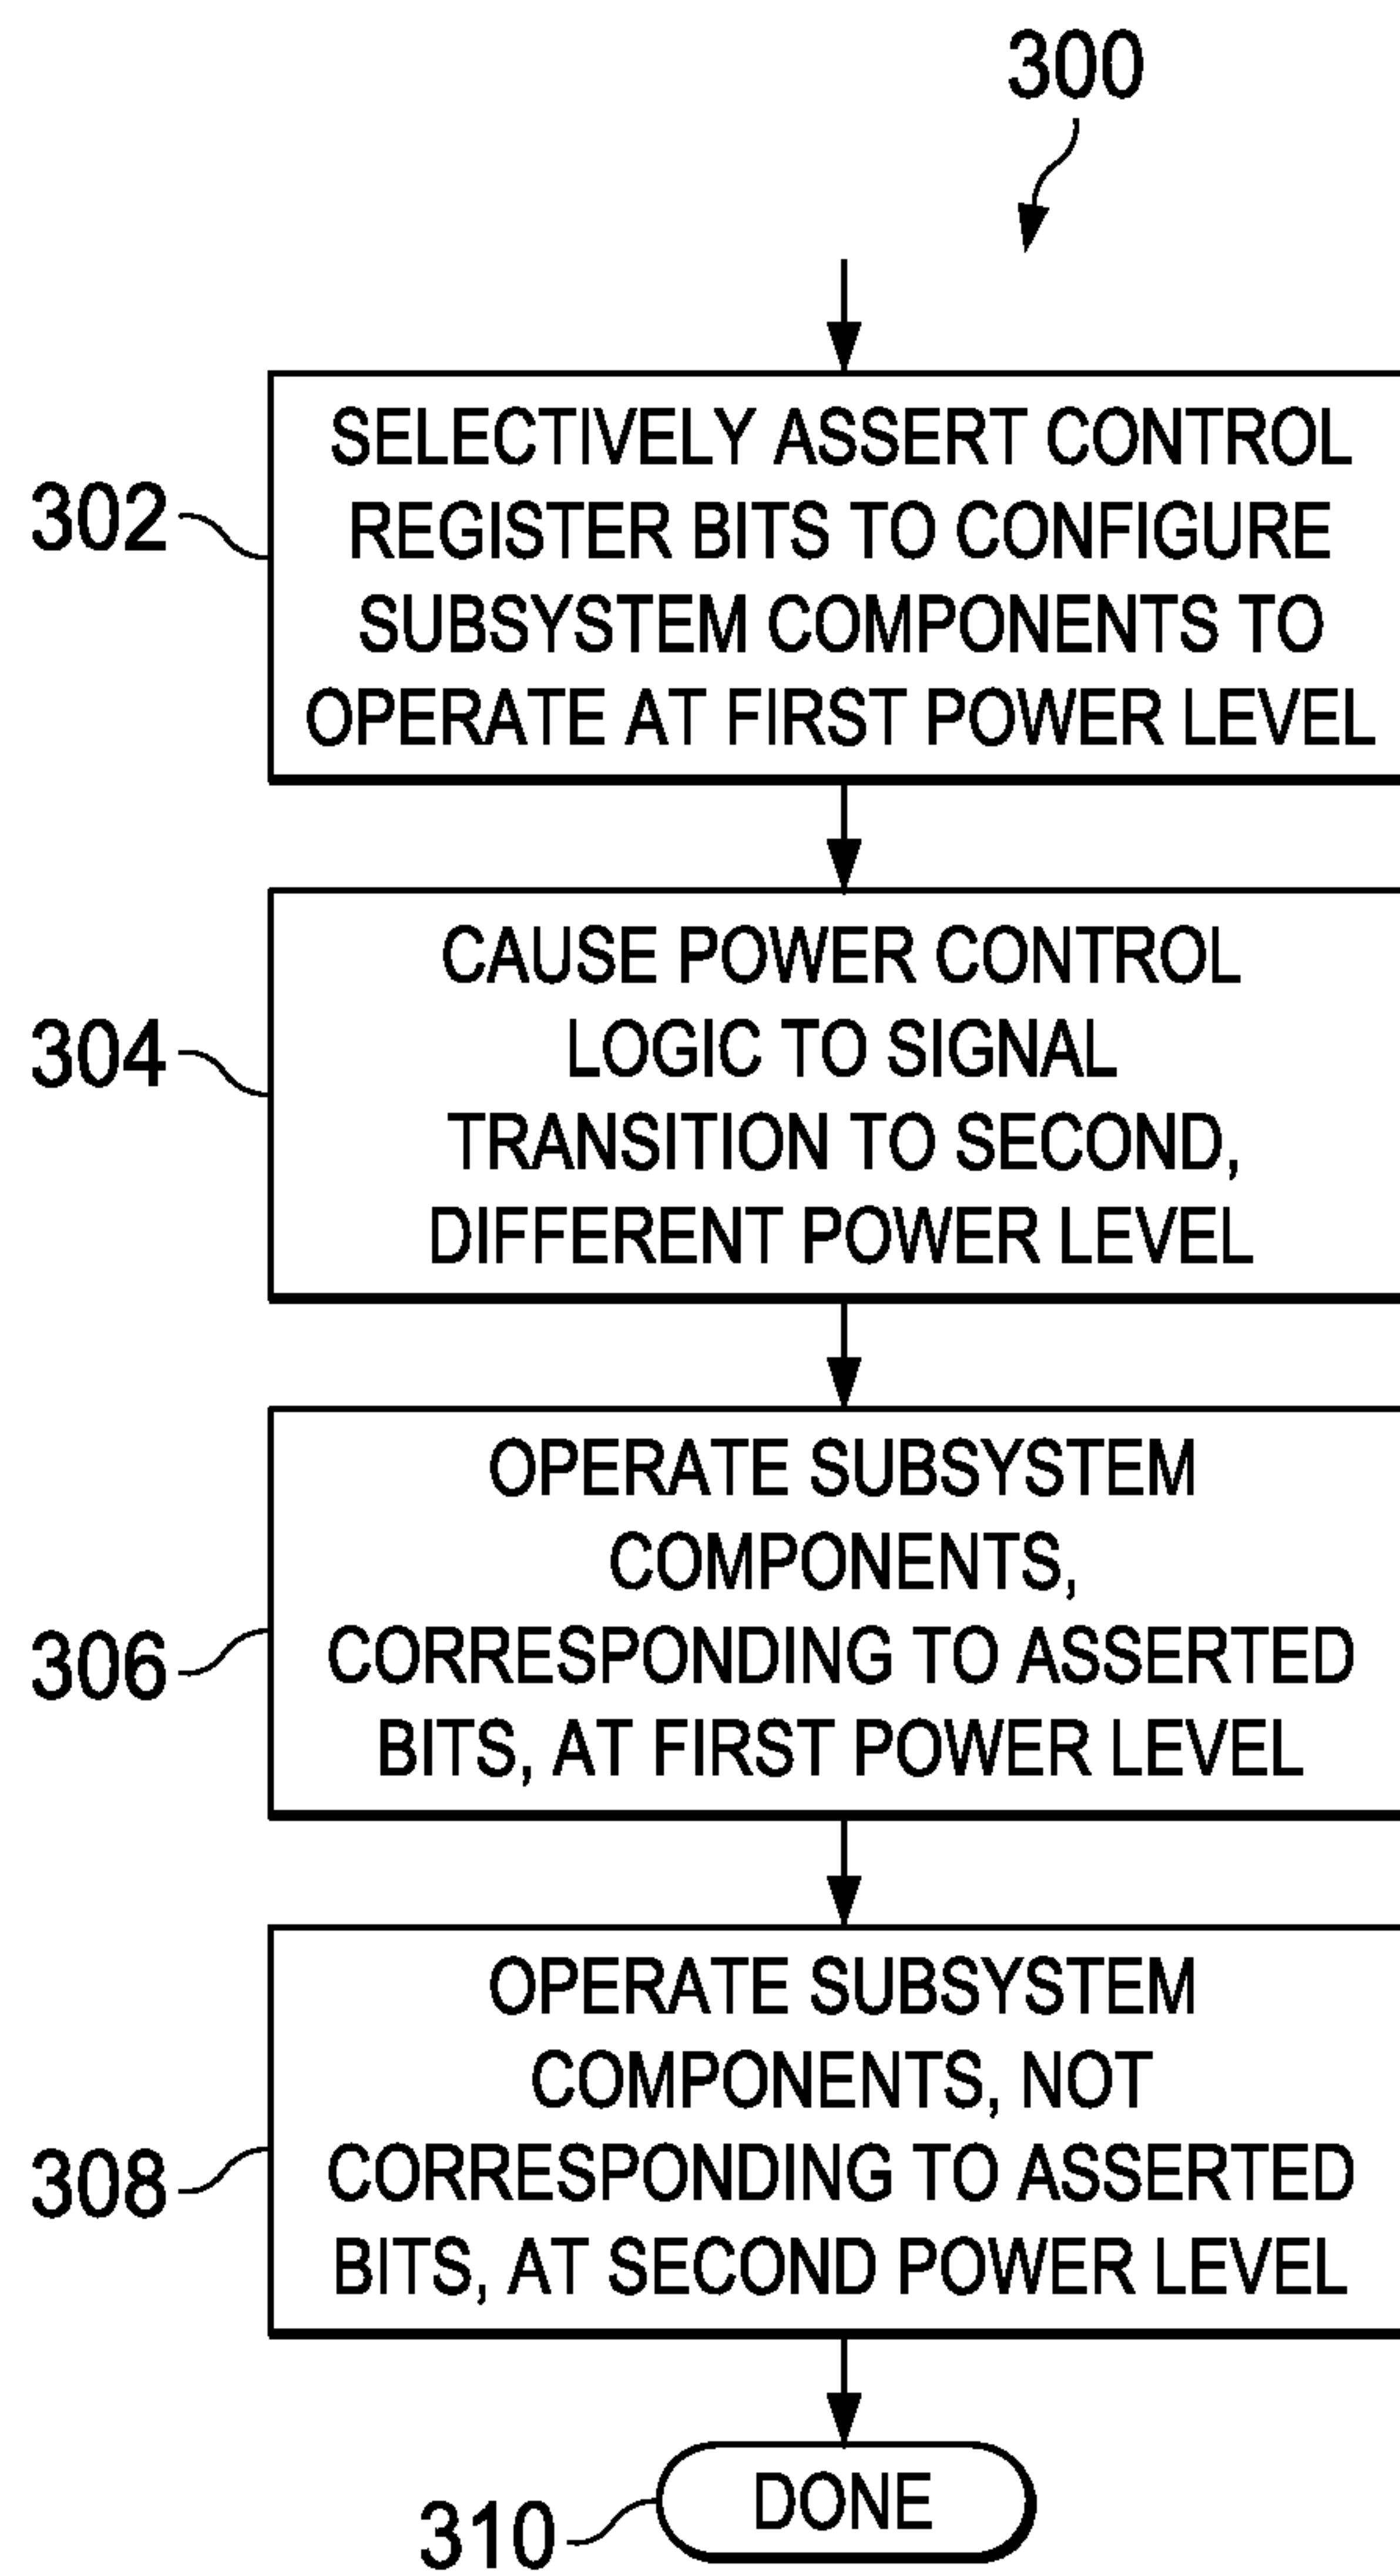 300
302
SELECTIVELY ASSERT CONTROL
REGISTER BITS TO CONFIGURE
SUBSYSTEM COMPONENTS TO
OPERATE AT FIRST POWER LEVEL
304
CAUSE POWER CONTROL
LOGIC TO SIGNAL
TRANSITION TO SECOND,
DIFFERENT POWER LEVEL
306
OPERATE SUBSYSTEM
COMPONENTS,
CORRESPONDING TO ASSERTED
BITS, AT FIRST POWER LEVEL
308
OPERATE SUBSYSTEM
COMPONENTS, NOT
CORRESPONDING TO ASSERTED
BITS, AT SECOND POWER LEVEL
310
DONE